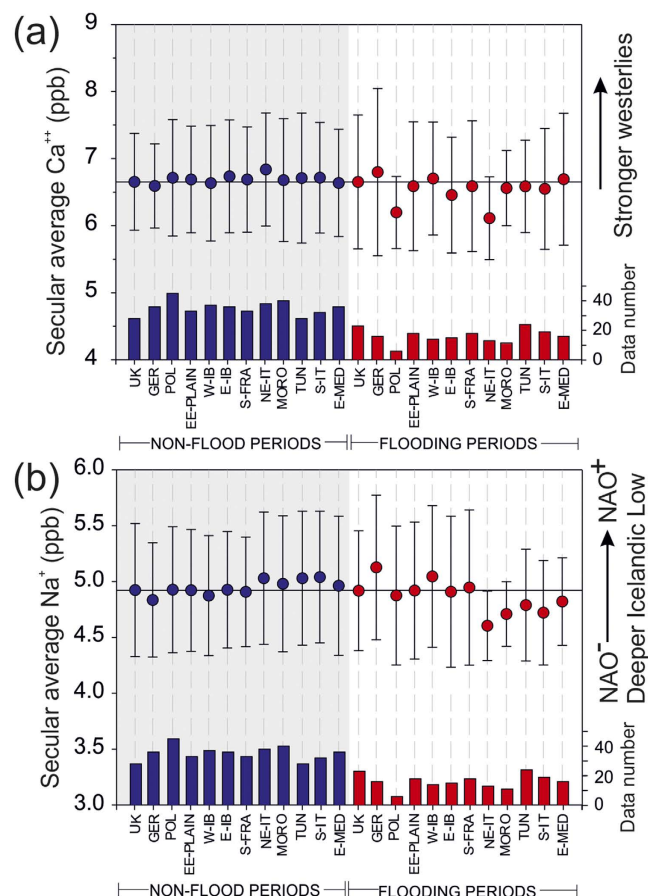 (a)
Secular average Ca⁺⁺ (ppb)
9
8
7
6
5
4
Stronger westerlies
40
20
0
Data number
UK GER POL EE-PLAIN W-IB E-IB S-FRA NE-IT MORO TUN S-IT E-MED UK GER POL EE-PLAIN W-IB E-IB S-FRA NE-IT MORO TUN S-IT E-MED
NON-FLOOD PERIODS FLOODING PERIODS
(b)
Secular average Na⁺ (ppb)
6.0
5.5
5.0
4.5
4.0
3.5
3.0
NAO⁻ NAO⁺
Deeper Icelandic Low
40
20
0
Data number
UK GER POL EE-PLAIN W-IB E-IB S-FRA NE-IT MORO TUN S-IT E-MED UK GER POL EE-PLAIN W-IB E-IB S-FRA NE-IT MORO TUN S-IT E-MED
NON-FLOOD PERIODS FLOODING PERIODS